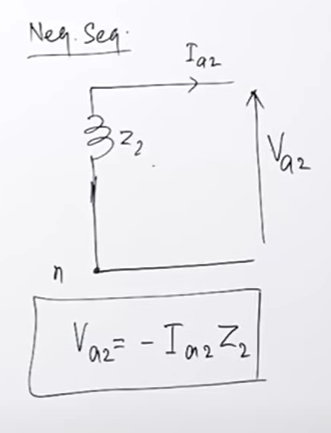 Neg. Seq.
Ia2
Z2
Va2
n
Va2 = - Ia2 Z2